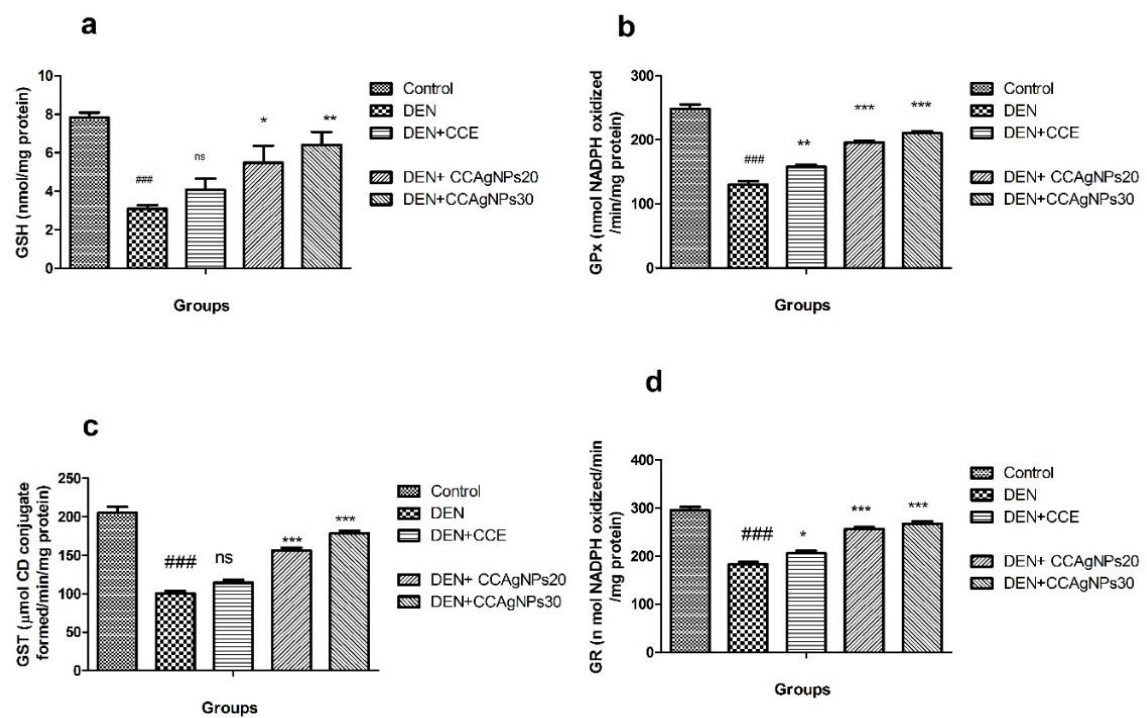 a
GSH (nmol/mg protein)
10
8
6
4
2
0
###
ns
*
**
Groups
Control
DEN
DEN+CCE
DEN+ CCAgNPs20
DEN+CCAgNPs30
b
GPx (nmol NADPH oxidized
/min/mg protein)
300
200
100
0
###
**
***
***
Groups
Control
DEN
DEN+CCE
DEN+ CCAgNPs20
DEN+CCAgNPs30
c
GST (μmol CD conjugate
formed/min/mg protein)
250
200
150
100
50
0
###
ns
***
***
Groups
Control
DEN
DEN+CCE
DEN+ CCAgNPs20
DEN+CCAgNPs30
d
GR (n mol NADPH oxidized/min
/mg protein)
400
300
200
100
0
###
*
***
***
Groups
Control
DEN
DEN+CCE
DEN+ CCAgNPs20
DEN+CCAgNPs30